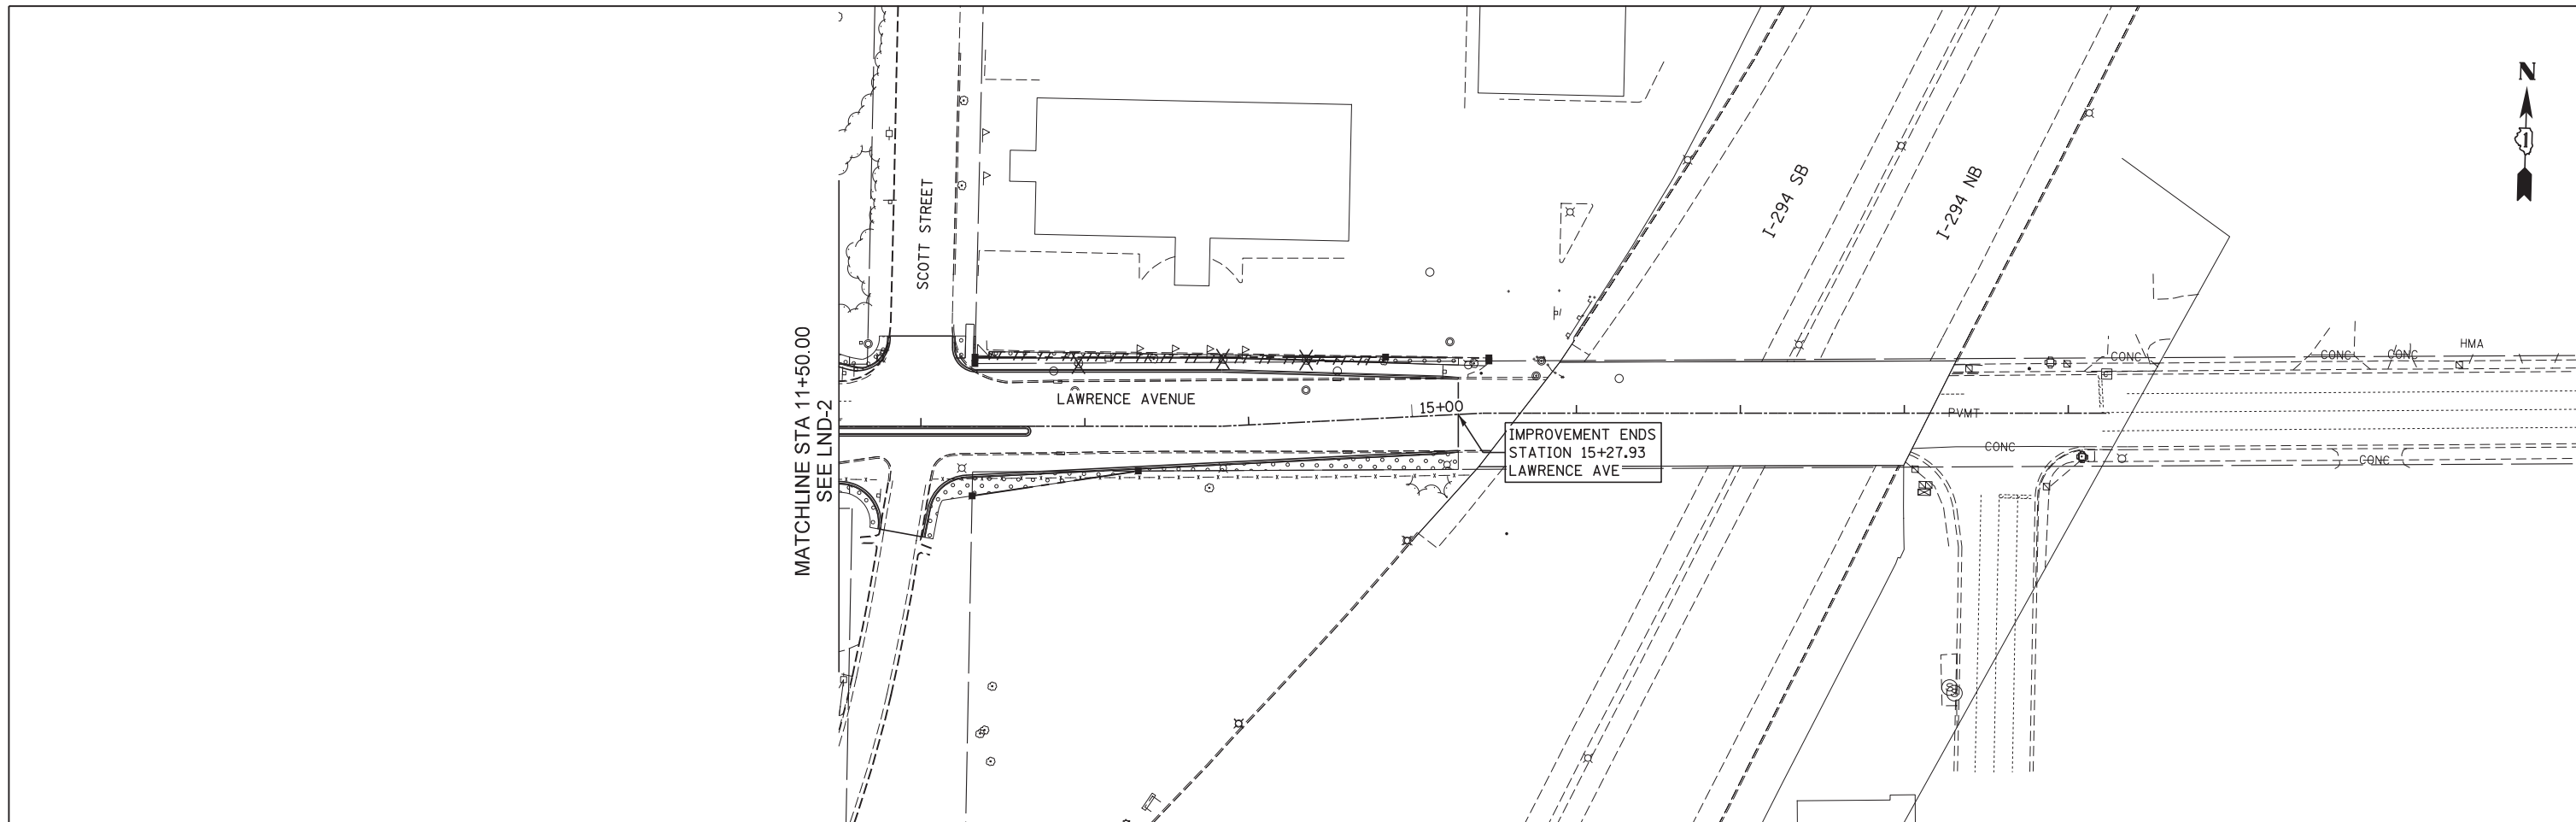 N
1
SCOTT STREET
I-294 SB
I-294 NB
MATCHLINE STA 11+50.00
SEE LND-2
LAWRENCE AVENUE
15+00
IMPROVEMENT ENDS
STATION 15+27.93
LAWRENCE AVE
CONC
CONC
CONC
HMA
PVMT
CONC
CONC